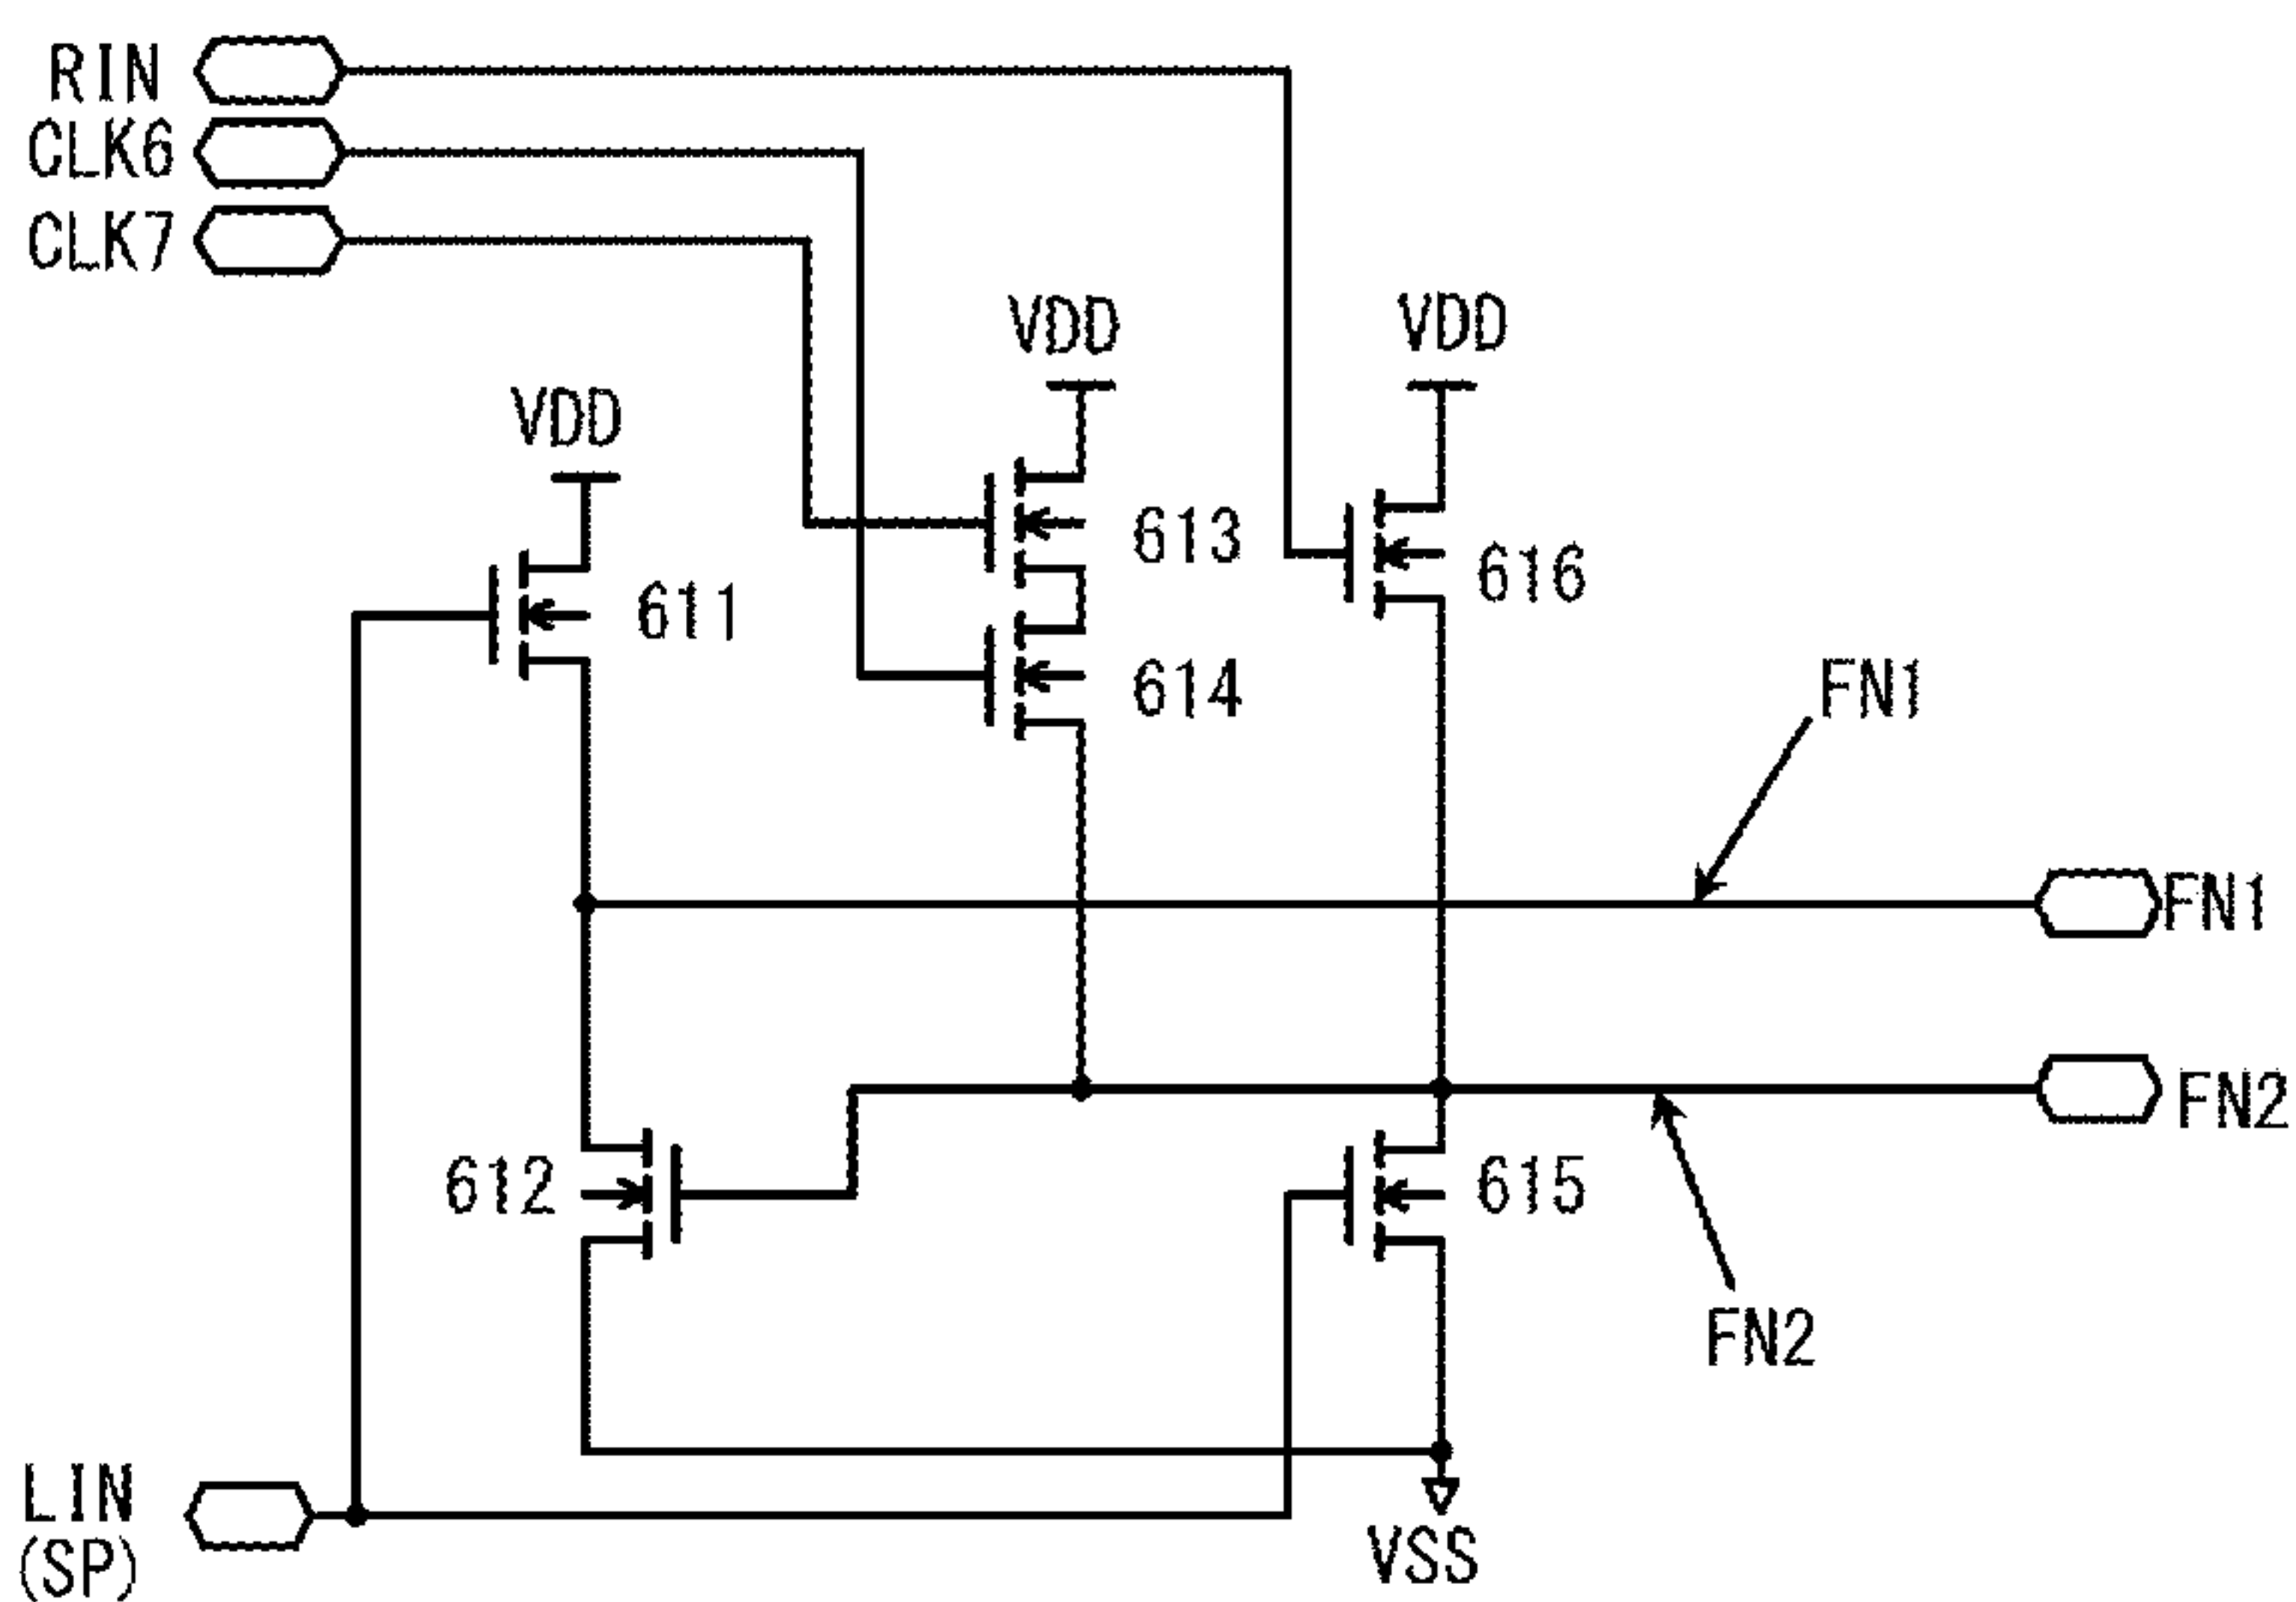 RIN
CLK6
CLK7
VDD
VDD
VDD
613
616
611
614
FN1
FN1
FN2
612
615
FN2
LIN
(SP)
VSS